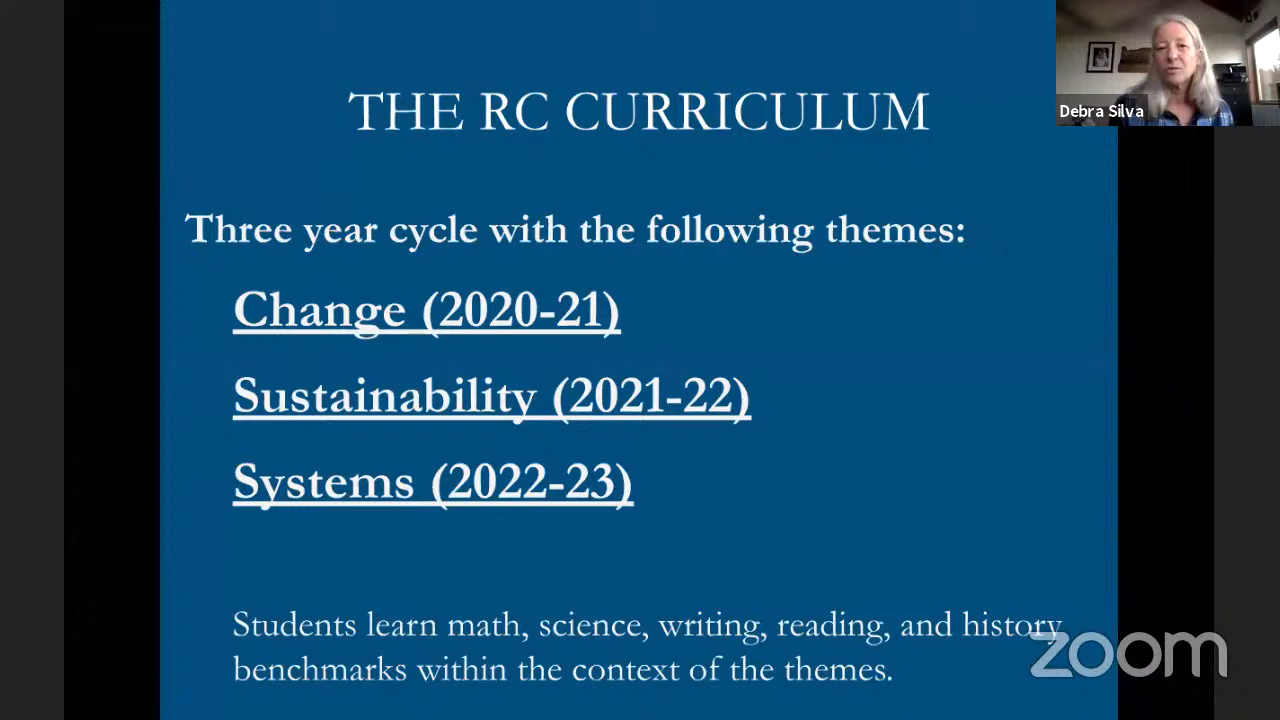 THE RC CURRICULUM
Debra Silva
Three year cycle with the following themes:
Change (2020-21)
Sustainability (2021-22)
Systems (2022-23)
Students learn math, science, writing, reading, and history
benchmarks within the context of the themes.
zoom